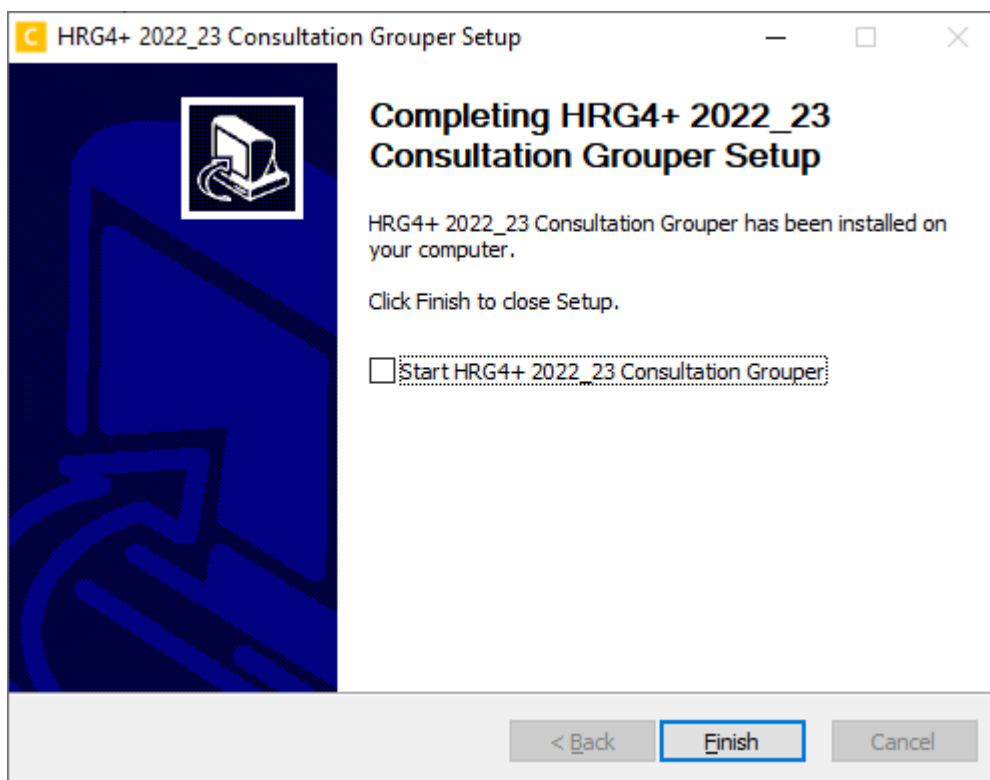 C HRG4+ 2022_23 Consultation Grouper Setup
Completing HRG4+ 2022_23
Consultation Grouper Setup
HRG4+ 2022_23 Consultation Grouper has been installed on
your computer.
Click Finish to close Setup.
Start HRG4+ 2022_23 Consultation Grouper
< Back Finish Cancel